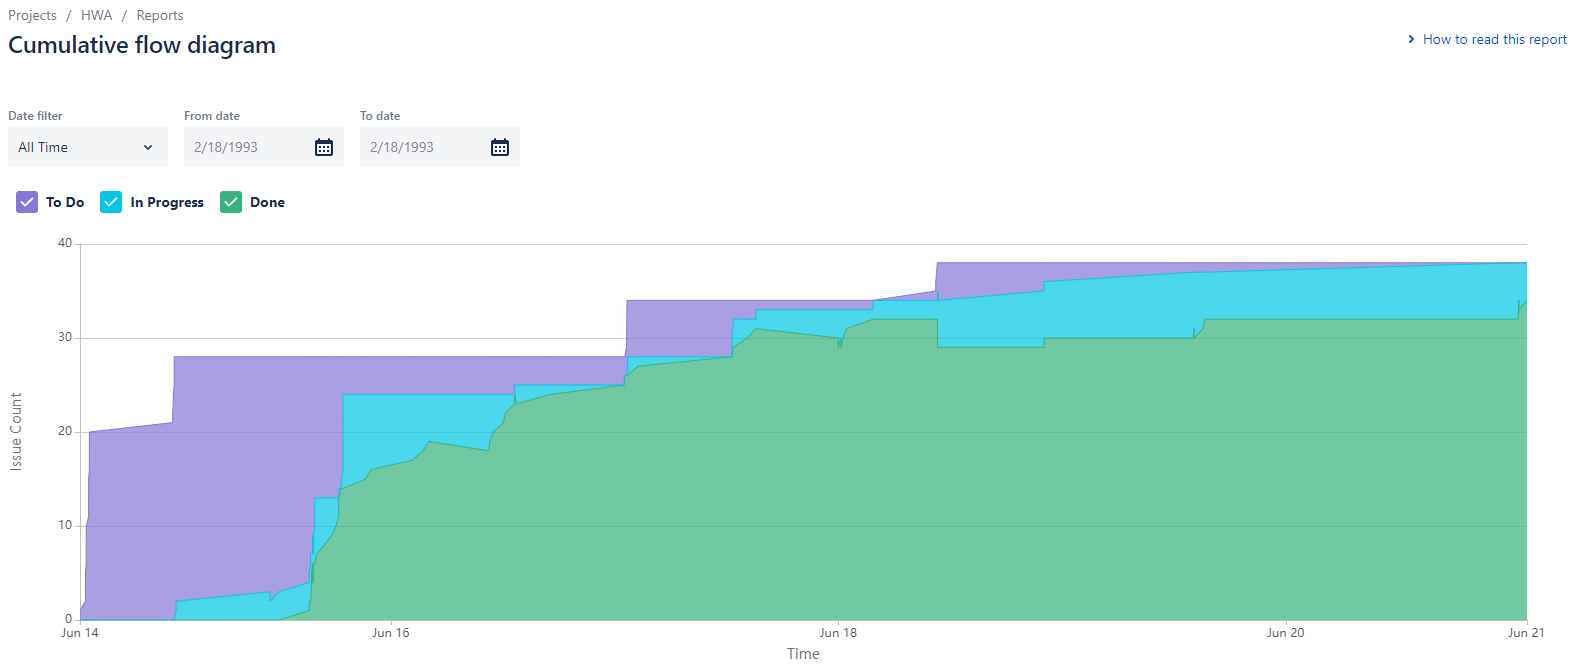 Projects / HWA / Reports
Cumulative flow diagram
How to read this report
Date filter From date To date
All Time 2/18/1993 2/18/1993
To Do In Progress Done
40
30
20
10
0
Issue Count
Jun 14 Jun 16 Jun 18 Jun 20 Jun 21
Time